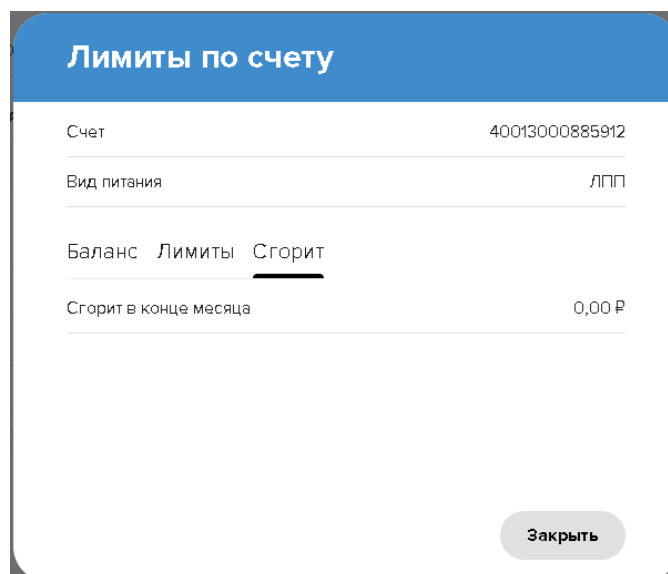 Лимиты по счету
Счет 40013000885912
Вид питания ЛПП
Баланс Лимиты Сгорит
Сгорит в конце месяца 0,00 ₽
Закрыть